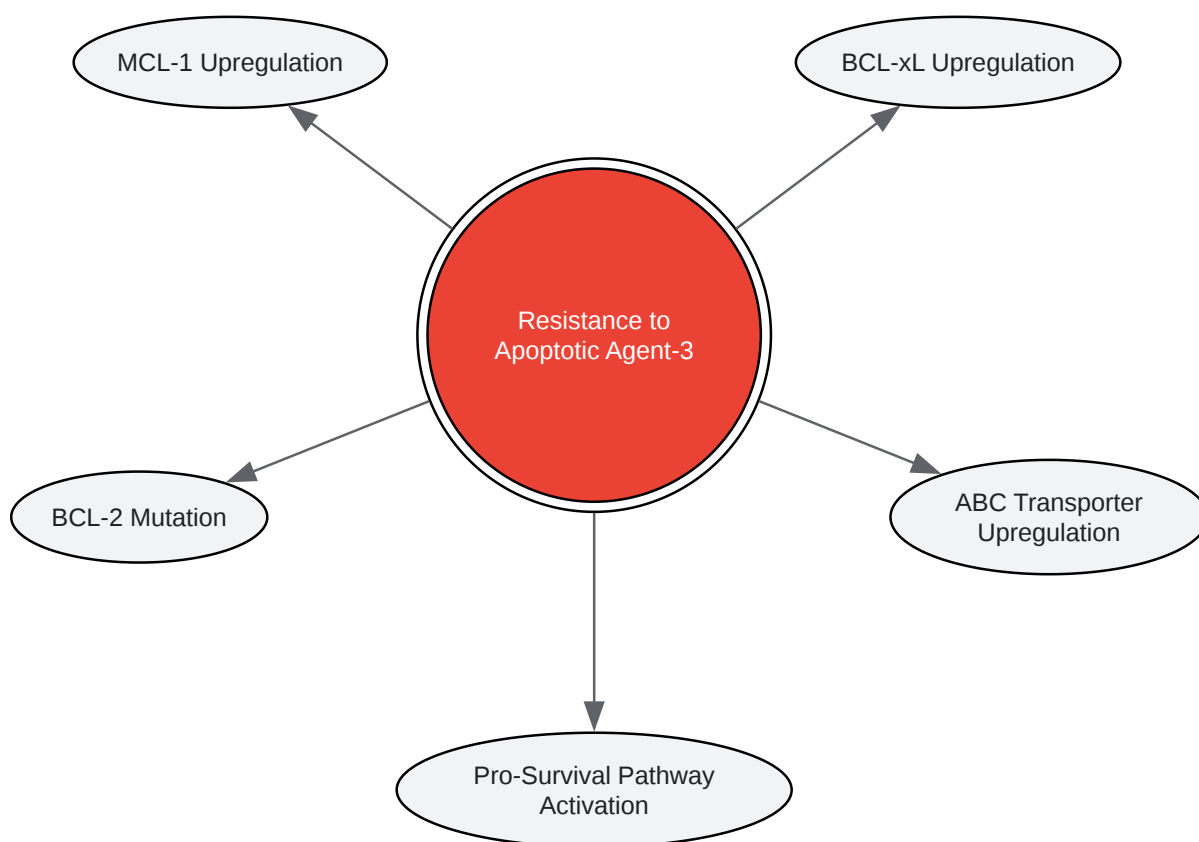 MCL-1 Upregulation
BCL-xL Upregulation
Resistance to
Apoptotic Agent-3
BCL-2 Mutation
ABC Transporter
Upregulation
Pro-Survival Pathway
Activation